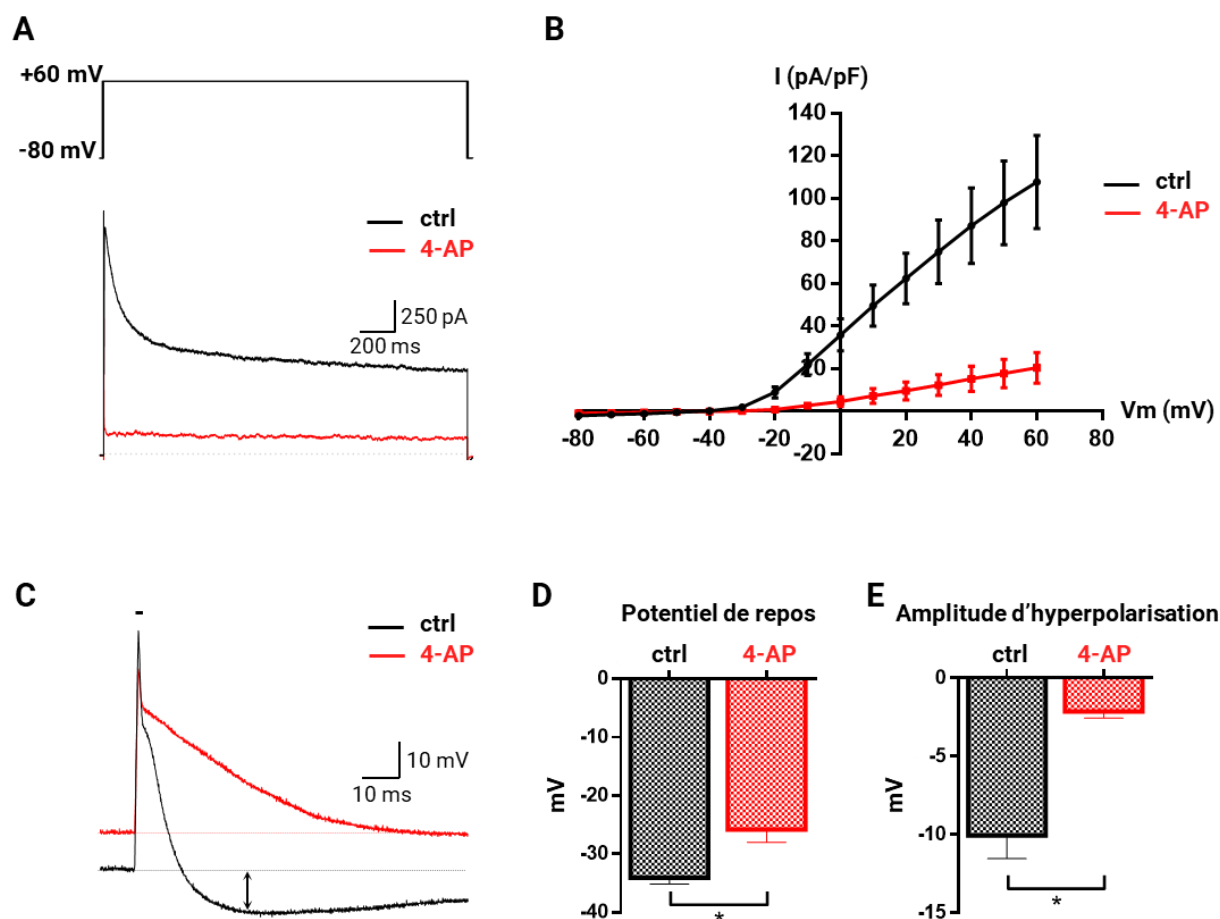 A
+60 mV
-80 mV
ctrl
4-AP
250 pA
200 ms
B
I (pA/pF)
140
120
100
80
60
40
20
-20
-80 -60 -40 -20 20 40 60 80
Vm (mV)
ctrl
4-AP
C
ctrl
4-AP
10 mV
10 ms
D
Potentiel de repos
ctrl 4-AP
0
-10
-20
-30
-40
mV
*
E
Amplitude d'hyperpolarisation
ctrl 4-AP
0
-5
-10
-15
mV
*